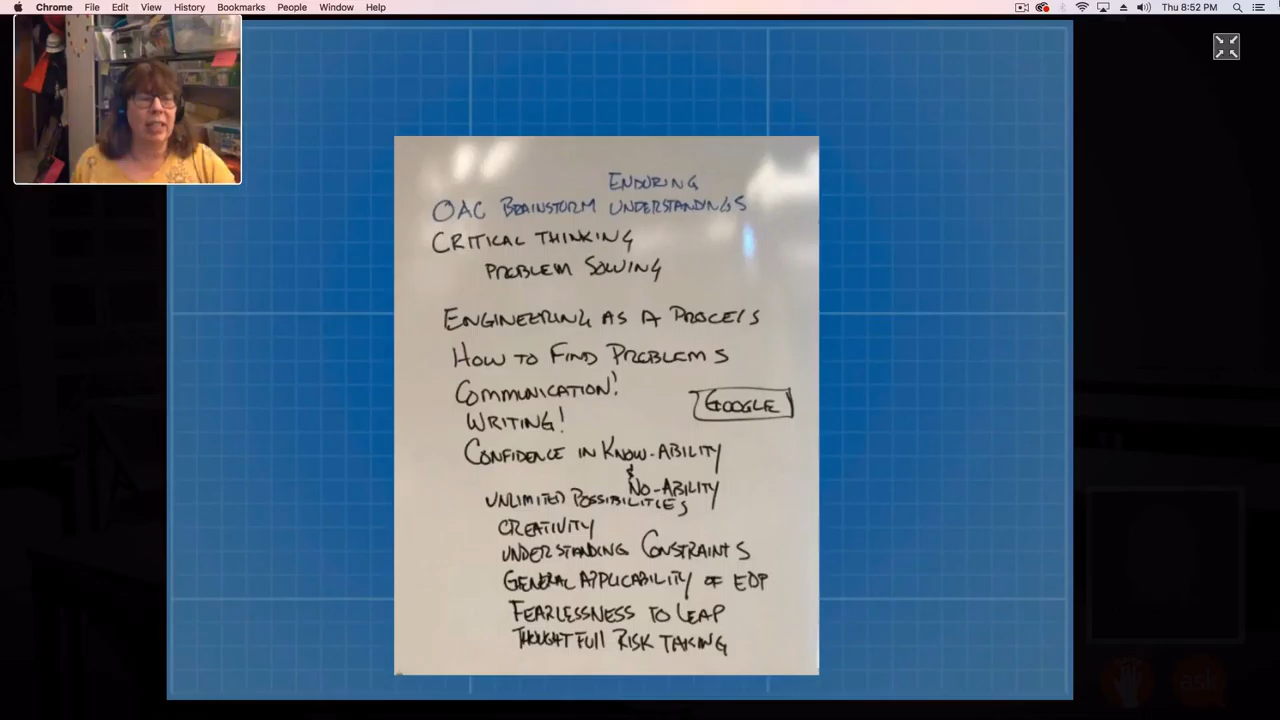 Chrome File Edit View History Bookmarks People Window Help Thu 8:52 PM
ENDURING
OAC BRAINSTORM UNDERSTANDINGS
CRITICAL THINKING
PROBLEM SOLVING
ENGINEERING AS A PROCESS
HOW TO FIND PROBLEMS
COMMUNICATION!
GOOGLE
WRITING!
CONFIDENCE IN KNOW-ABILITY
& NO-ABILITY
UNLIMITED POSSIBILITIES
CREATIVITY
UNDERSTANDING CONSTRAINTS
GENERAL APPLICABILITY OF EDP
FEARLESSNESS TO LEAP
THOUGHTFULL RISK TAKING
ask